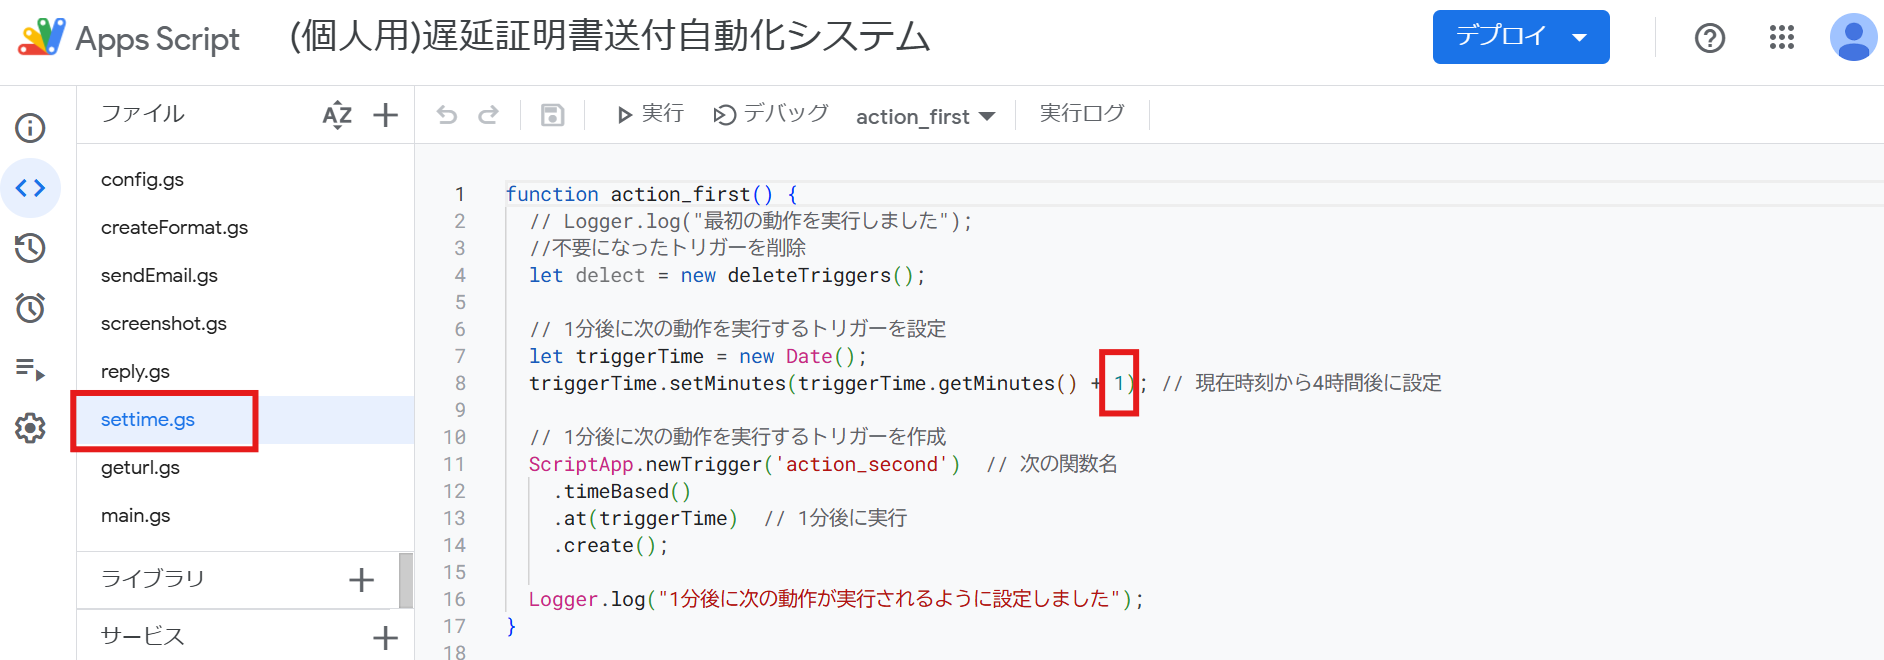 Apps Script
(個人用)遅延証明書送付自動化システム
デプロイ
ファイル
AZ
実行
デバッグ
action_first
実行ログ
config.gs
createFormat.gs
sendEmail.gs
screenshot.gs
reply.gs
settime.gs
geturl.gs
main.gs
ライブラリ
サービス
1 function action_first() {
2 // Logger.log("最初の動作を実行しました");
3 //不要になったトリガーを削除
4 let delect = new deleteTriggers();
5
6 // 1分後に次の動作を実行するトリガーを設定
7 let triggerTime = new Date();
8 triggerTime.setMinutes(triggerTime.getMinutes() + 1); // 現在時刻から4時間後に設定
9
10 // 1分後に次の動作を実行するトリガーを作成
11 ScriptApp.newTrigger('action_second') // 次の関数名
12 .timeBased()
13 .at(triggerTime) // 1分後に実行
14 .create();
15
16 Logger.log("1分後に次の動作が実行されるように設定しました");
17 }
18